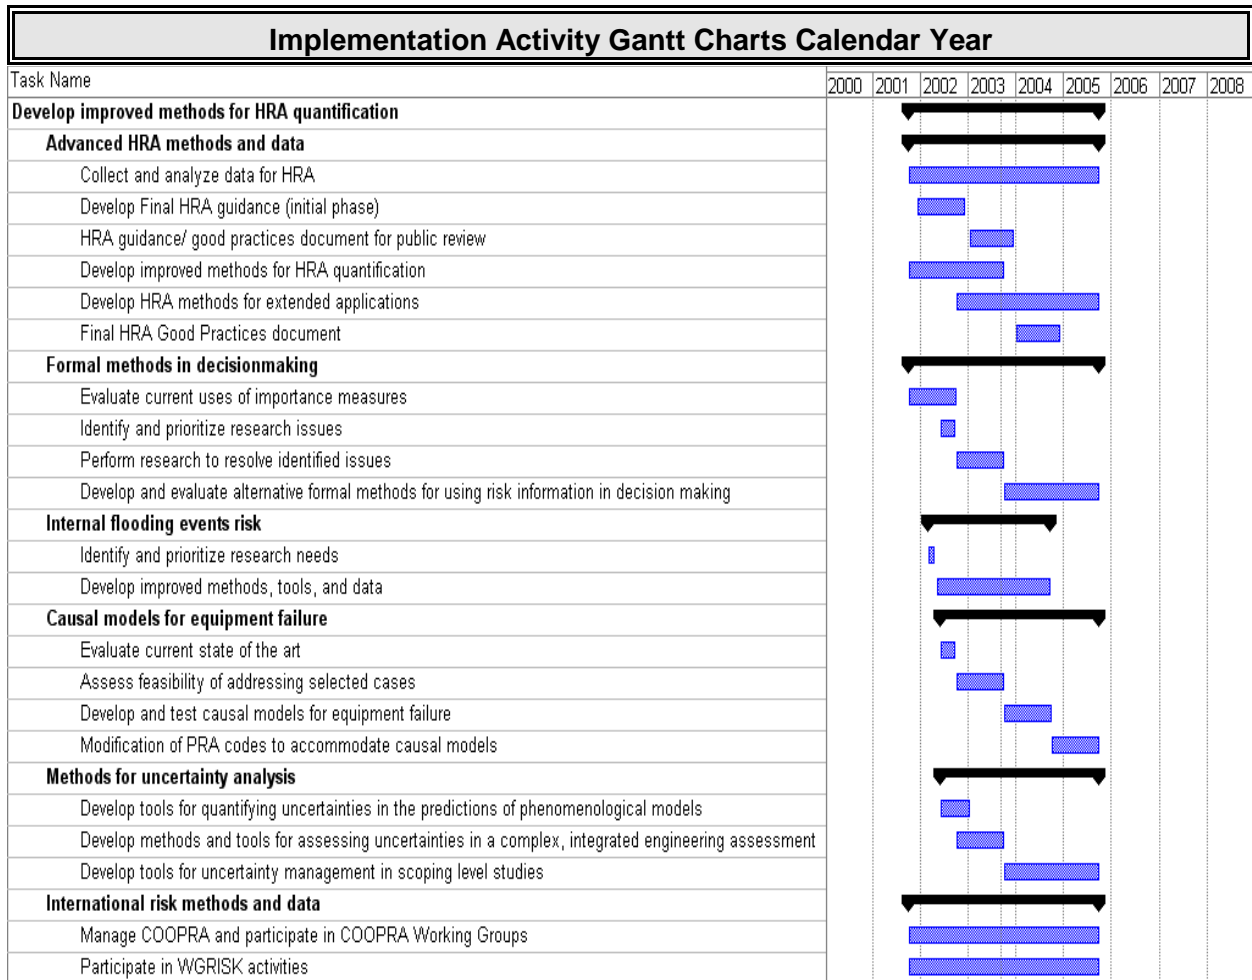 Implementation Activity Gantt Charts Calendar Year
Task Name 2000 2001 2002 2003 2004 2005 2006 2007 2008
Develop improved methods for HRA quantification
Advanced HRA methods and data
Collect and analyze data for HRA
Develop Final HRA guidance (initial phase)
HRA guidance/ good practices document for public review
Develop improved methods for HRA quantification
Develop HRA methods for extended applications
Final HRA Good Practices document
Formal methods in decisionmaking
Evaluate current uses of importance measures
Identify and prioritize research issues
Perform research to resolve identified issues
Develop and evaluate alternative formal methods for using risk information in decision making
Internal flooding events risk
Identify and prioritize research needs
Develop improved methods, tools, and data
Causal models for equipment failure
Evaluate current state of the art
Assess feasibility of addressing selected cases
Develop and test causal models for equipment failure
Modification of PRA codes to accommodate causal models
Methods for uncertainty analysis
Develop tools for quantifying uncertainties in the predictions of phenomenological models
Develop methods and tools for assessing uncertainties in a complex, integrated engineering assessment
Develop tools for uncertainty management in scoping level studies
International risk methods and data
Manage COOPRA and participate in COOPRA Working Groups
Participate in WGRISK activities